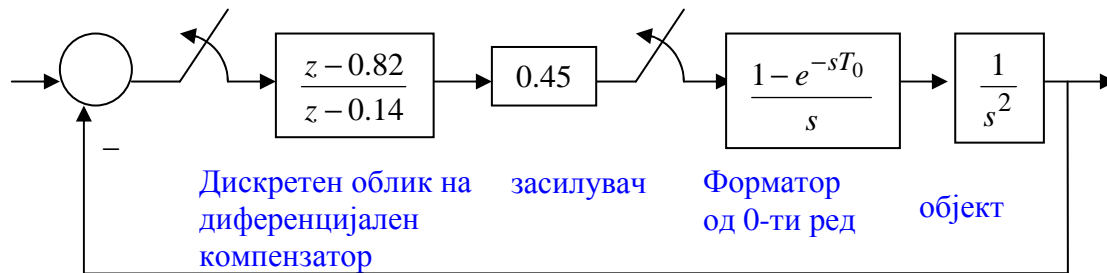 z − 0.82
z − 0.14
0.45
1 − e^{−sT_0}
s
1
s^2
−
Дискретен облик на
диференцијален
компензатор
засилувач
Форматор
од 0-ти ред
објект